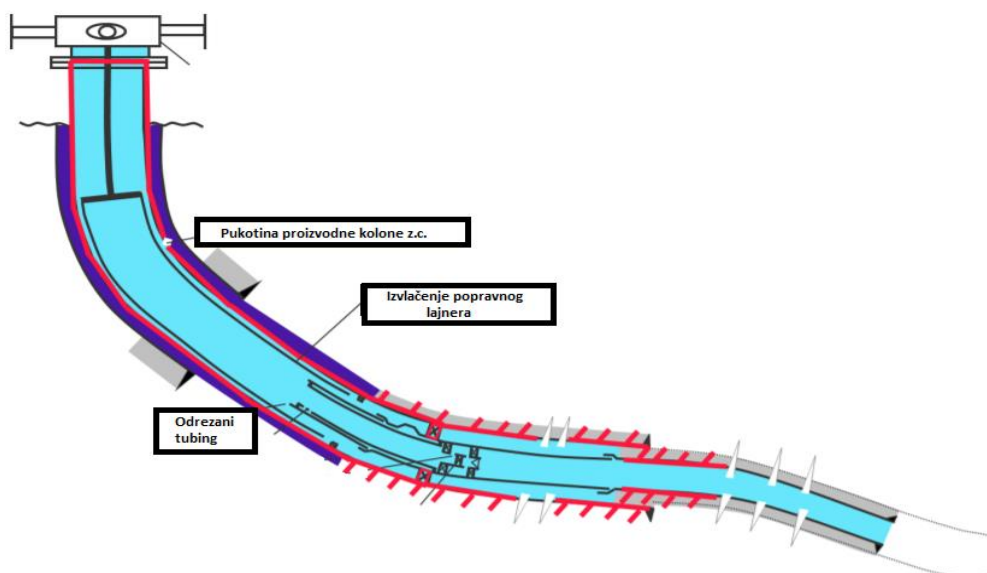 Pukotina proizvodne kolone z.c.
Izvlačenje popravnog
lajnera
Odrezani
tubing